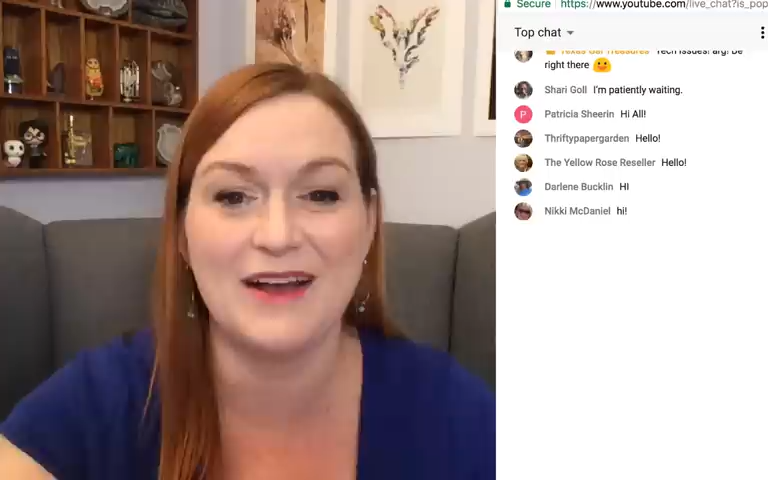 Secure https://www.youtube.com/live_chat?is_pop
Top chat
Texas Gal Treasures Tech issues! arg! be
right there
Shari Goll I'm patiently waiting.
P Patricia Sheerin Hi All!
Thriftypapergarden Hello!
The Yellow Rose Reseller Hello!
Darlene Bucklin HI
Nikki McDaniel hi!